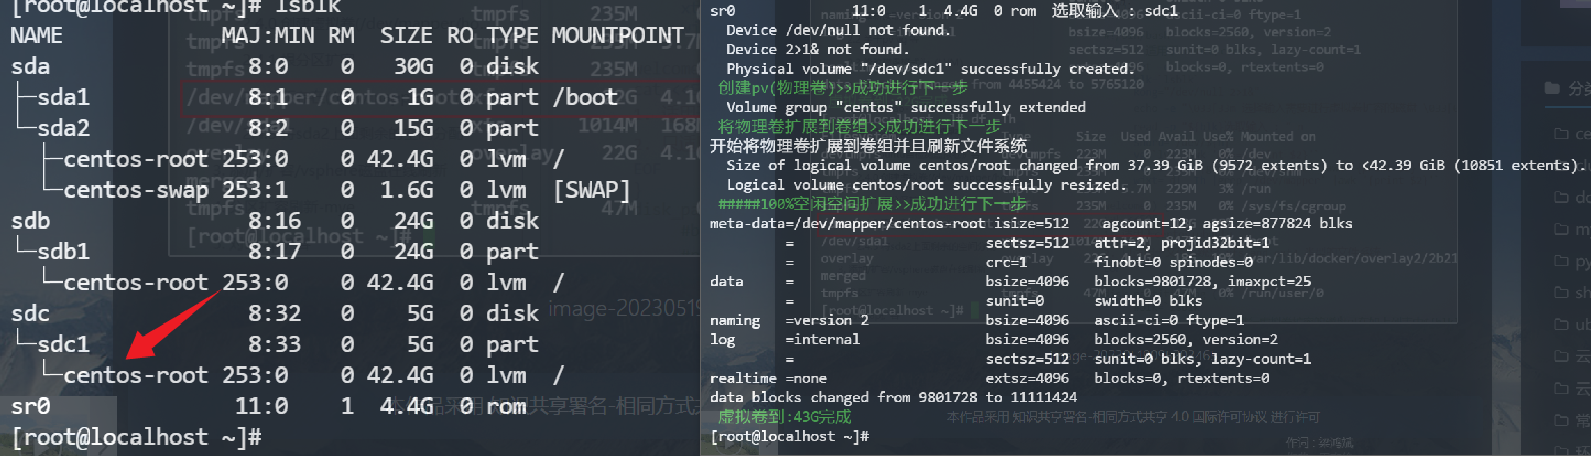 [root@localhost ~]# lsblk
NAME MAJ:MIN RM SIZE RO TYPE MOUNTPOINT
sda 8:0 0 30G 0 disk
├─sda1 8:1 0 1G 0 part /boot
├─sda2 8:2 0 15G 0 part
├─centos-root 253:0 0 42.4G 0 lvm /
└─centos-swap 253:1 0 1.6G 0 lvm [SWAP]
sdb 8:16 0 24G 0 disk
└─sdb1 8:17 0 24G 0 part
└─centos-root 253:0 0 42.4G 0 lvm /
sdc 8:32 0 5G 0 disk
└─sdc1 8:33 0 5G 0 part
└─centos-root 253:0 0 42.4G 0 lvm /
sr0 11:0 1 4.4G 0 rom
[root@localhost ~]#
sr0 11:0 1 4.4G 0 rom 选取输入 : sdc1
Device /dev/null not found.
Device 2>1& not found.
Physical volume "/dev/sdc1" successfully created.
创建pv(物理卷)>>成功进行下一步
Volume group "centos" successfully extended
将物理卷扩展到卷组>>成功进行下一步
开始将物理卷扩展到卷组并且刷新文件系统
Size of logical volume centos/root changed from 37.39 GiB (9572 extents) to <42.39 GiB (10851 extents).
Logical volume centos/root successfully resized.
#####100%空闲空间扩展>>成功进行下一步
meta-data=/dev/mapper/centos-root isize=512 agcount=12, agsize=877824 blks
= sectsz=512 attr=2, projid32bit=1
= crc=1 finobt=0 spinodes=0
data = bsize=4096 blocks=9801728, imaxpct=25
= sunit=0 swidth=0 blks
naming =version 2 bsize=4096 ascii-ci=0 ftype=1
log =internal bsize=4096 blocks=2560, version=2
= sectsz=512 sunit=0 blks, lazy-count=1
realtime =none extsz=4096 blocks=0, rtextents=0
data blocks changed from 9801728 to 11111424
虚拟卷到:43G完成
[root@localhost ~]#